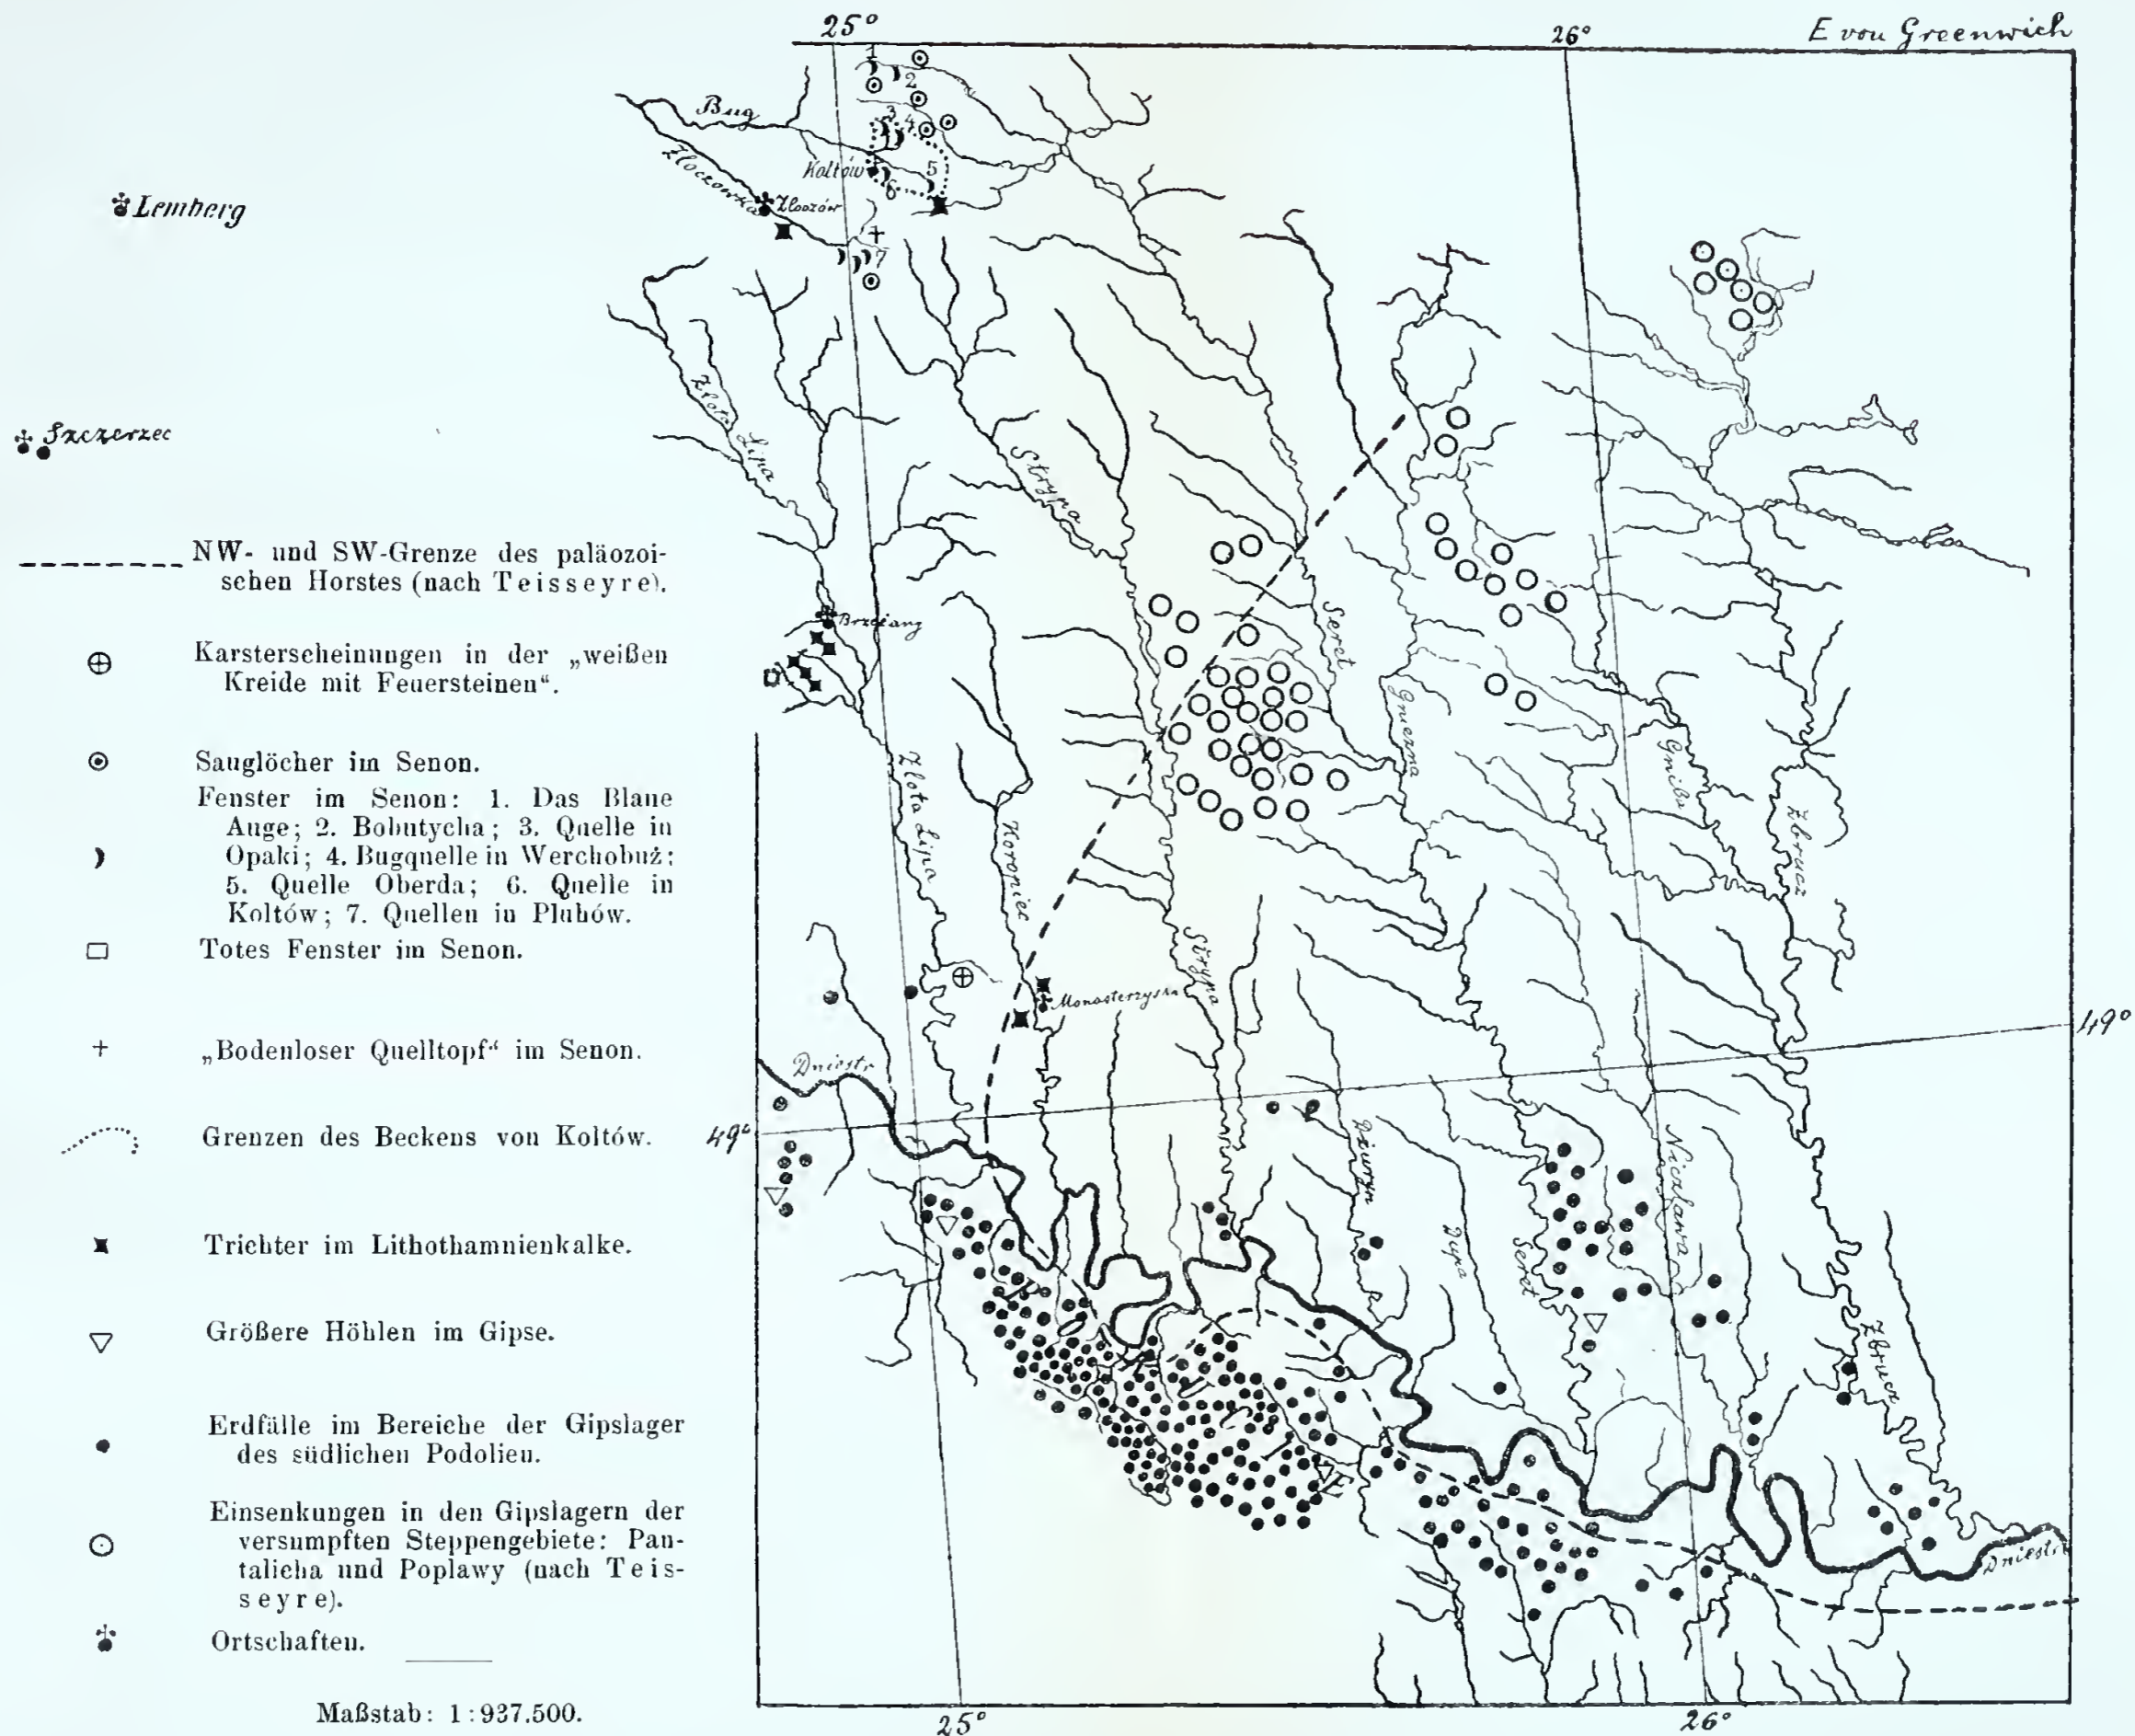 25°
26°
E von Greenwich
1
2
Bug
3
4
Złoczowka
Koltów
5
6
Lemberg
Złoczów
7
Złota Lipa
Szczerzec
Strypa
NW- und SW-Grenze des paläozoi-
schen Horstes (nach Teisseyre).
Seret
Brzeżany
Karsterscheinungen in der „weißen
Kreide mit Feuersteinen“.
Gniezna
Gniła
Złota Lipa
Sauglöcher im Senon.
Fenster im Senon: 1. Das Blaue
Auge; 2. Bobutycha; 3. Quelle in
Opaki; 4. Bugquelle in Werchobuż;
5. Quelle Oberda; 6. Quelle in
Koltów; 7. Quellen in Pluhów.
Koropiec
Zbrucz
Totes Fenster im Senon.
Strypa
Monasterzyska
49°
„Bodenloser Quelltopf“ im Senon.
Dniestr
Grenzen des Beckens von Koltów.
49°
Dżuryn
Niczława
Dupa
Seret
Trichter im Lithothamnienkalke.
Größere Höhlen im Gipse.
Zbrucz
Erdfälle im Bereiche der Gipslager
des südlichen Podolien.
E
Einsenkungen in den Gipslagern der
versumpften Steppengebiete: Pan-
talicha und Poplawy (nach Teis-
seyre).
Dniestr
Ortschaften.
Maßstab: 1:937.500.
25°
26°